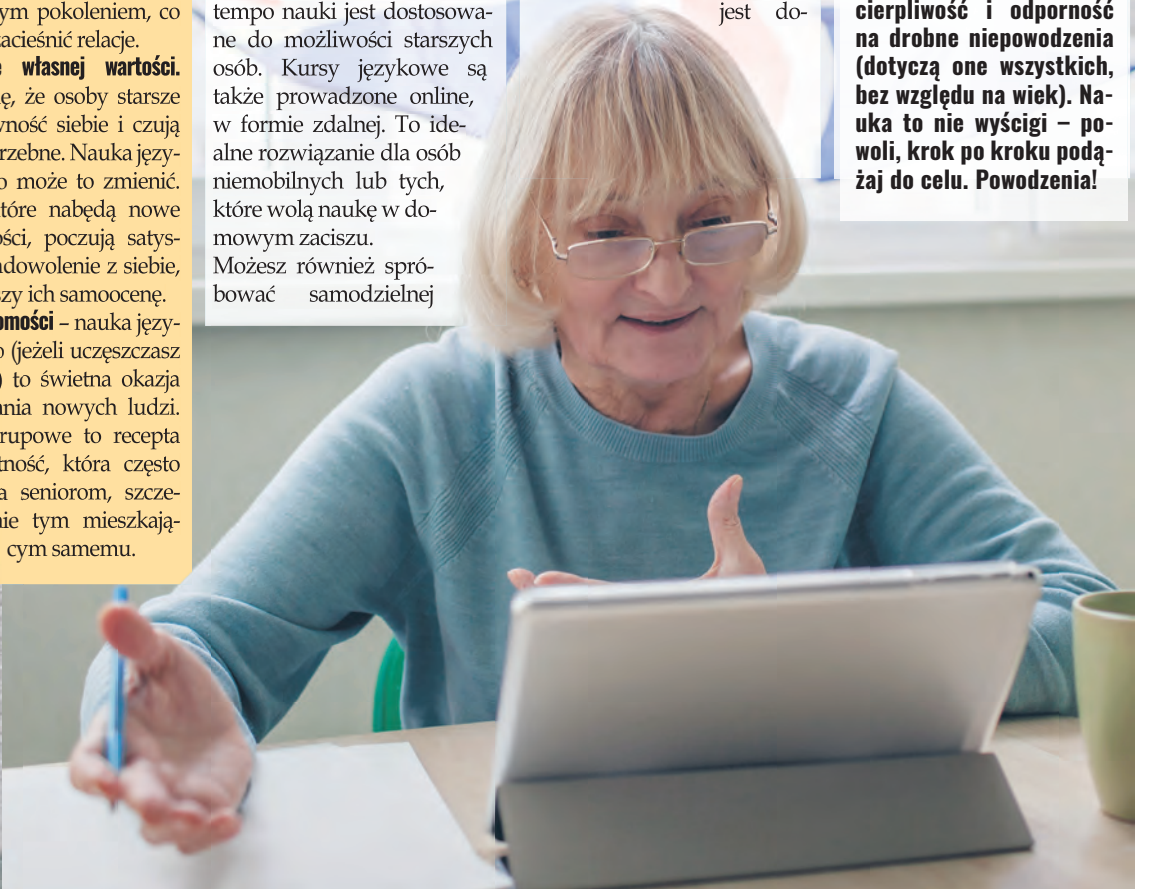 ym pokoleniem, co
zacieśnić relacje.
własnej wartości.
ę, że osoby starsze
wność siebie i czują
rzebne. Nauka języ-
o może to zmienić.
tóre nabędą nowe
ości, poczują satys-
adowolenie z siebie,
szy ich samoocenę.
omości – nauka języ-
o (jeżeli uczęszczasz
) to świetna okazja
ania nowych ludzi.
rupowe to recepta
tność, która często
a seniorom, szcze-
nie tym mieszkają-
cym samemu.
tempo nauki jest dostosowa-
ne do możliwości starszych
osób. Kursy językowe są
także prowadzone online,
w formie zdalnej. To ide-
alne rozwiązanie dla osób
niemobilnych lub tych,
które wolą naukę w do-
mowym zaciszu.
Możesz również spró-
bować samodzielnej
jest do-
cierpliwość i odporność
na drobne niepowodzenia
(dotyczą one wszystkich,
bez względu na wiek). Na-
uka to nie wyścigi – po-
woli, krok po kroku podą-
żaj do celu. Powodzenia!